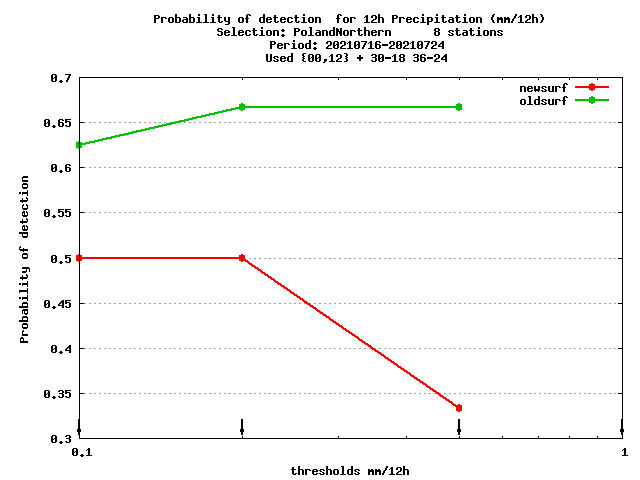 Probability of detection  for 12h Precipitation (mm/12h)
Selection: PolandNorthern      8 stations
Period: 20210716-20210724
Used {00,12} + 30-18 36-24
newsurf
oldsurf
Probability of detection
0.7
0.65
0.6
0.55
0.5
0.45
0.4
0.35
0.3
0.1
1
thresholds mm/12h